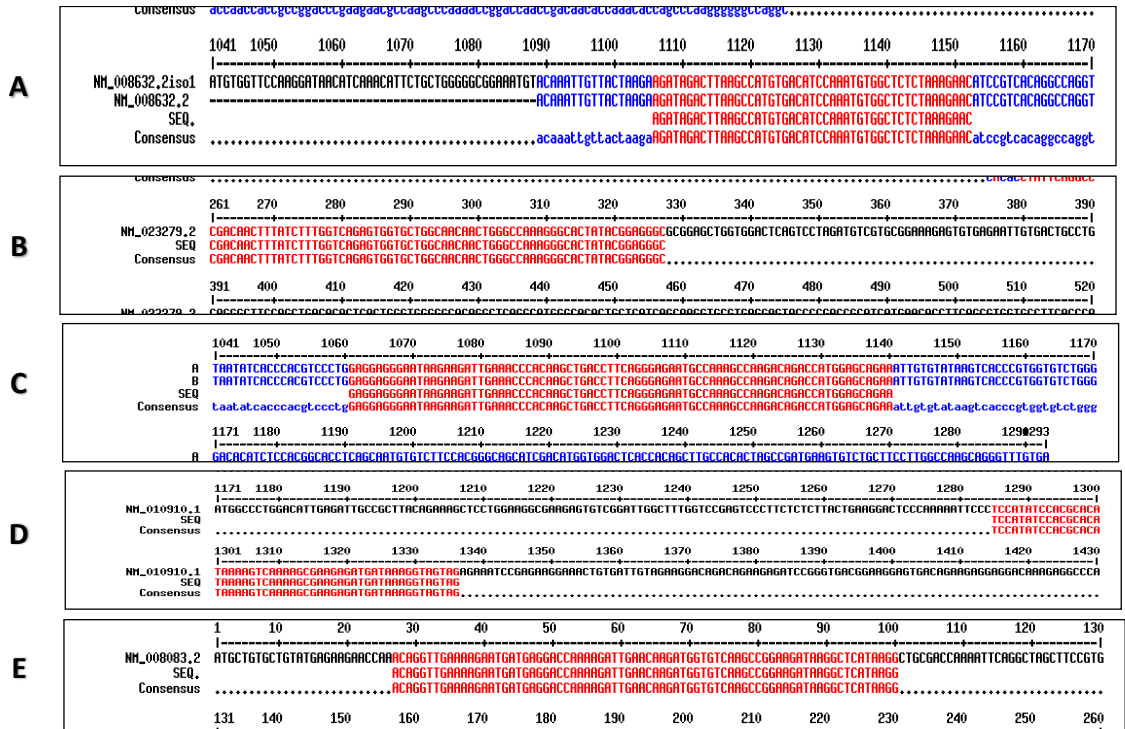 A
Consensus
1041 1050 1060 1070 1080 1090 1100 1110 1120 1130 1140 1150 1160 1170
NM_008632.2iso1 ATGTGGTTCCAAGGATAACATCAAACATTCTGCTGGGGGCGGAAATGTACAAATTGTTACTAAGAAGATAGACTTAAGCCATGTGACATCCAAATGTGGCTCTCTAAAGAACATCCGTCACAGGCCAGGT
NM_008632.2 ACAAATTGTTACTAAGAAGATAGACTTAAGCCATGTGACATCCAAATGTGGCTCTCTAAAGAACATCCGTCACAGGCCAGGT
SEQ. AGATAGACTTAAGCCATGTGACATCCAAATGTGGCTCTCTAAAGAAC
Consensus acaaattgttactaagaAGATAGACTTAAGCCATGTGACATCCAAATGTGGCTCTCTAAAGAACatccgtcacaggccaggt
B
Consensus
261 270 280 290 300 310 320 330 340 350 360 370 380 390
NM_023279.2 CGACAACTTTATCTTTGGTCAGAGTGGTGCTGGCAACAACTGGGCCAAAGGGCACTATACGGAGGGCGCGGAGCTGGTGGACTCAGTCCTAGATGTCGTGCGGAAAGAGTGTGAGAATTGTGACTGCCTG
SEQ CGACAACTTTATCTTTGGTCAGAGTGGTGCTGGCAACAACTGGGCCAAAGGGCACTATACGGAGGGC
Consensus CGACAACTTTATCTTTGGTCAGAGTGGTGCTGGCAACAACTGGGCCAAAGGGCACTATACGGAGGGC
391 400 410 420 430 440 450 460 470 480 490 500 510 520
C
1041 1050 1060 1070 1080 1090 1100 1110 1120 1130 1140 1150 1160 1170
A TAATATCACCCACGTCCCTGGAGGAGGGAATAAGAAGATTGAAACCCACAAGCTGACCTTCAGGGAGAATGCCAAAGCCAAGACAGACCATGGAGCAGAAATTGTGTATAAGTCACCCGTGGTGTCTGGG
B TAATATCACCCACGTCCCTGGAGGAGGGAATAAGAAGATTGAAACCCACAAGCTGACCTTCAGGGAGAATGCCAAAGCCAAGACAGACCATGGAGCAGAAATTGTGTATAAGTCACCCGTGGTGTCTGGG
SEQ GAGGAGGGAATAAGAAGATTGAAACCCACAAGCTGACCTTCAGGGAGAATGCCAAAGCCAAGACAGACCATGGAGCAGAA
Consensus taatatcacccacgtccctgGAGGAGGGAATAAGAAGATTGAAACCCACAAGCTGACCTTCAGGGAGAATGCCAAAGCCAAGACAGACCATGGAGCAGAAattgtgtataagtcacccgtggtgtctggg
1171 1180 1190 1200 1210 1220 1230 1240 1250 1260 1270 1280 1290 1293
A GACACATCTCCACGGCACCTCAGCAATGTGTCTTCCACGGGCAGCATCGACATGGTGGACTCACCACAGCTTGCCACACTAGCCGATGAAGTGTCTGCTTCCTTGGCCAAGCAGGGTTTGTGA
D
1171 1180 1190 1200 1210 1220 1230 1240 1250 1260 1270 1280 1290 1300
NM_010910.1 ATGGCCCTGGACATTGAGATTGCCGCTTACAGAAAGCTCCTGGAAGGCGAAGAGTGTCGGATTGGCTTTGGTCCGAGTCCCTTCTCTCTTACTGAAGGACTCCCAAAAATTCCCTCCATATCCACGCACA
SEQ TCCATATCCACGCACA
Consensus TCCATATCCACGCACA
1301 1310 1320 1330 1340 1350 1360 1370 1380 1390 1400 1410 1420 1430
NM_010910.1 TAAAAGTCAAAAGCGAAGAGATGATAAAGGTAGTAGAGAAATCCGAGAAGGAAACTGTGATTGTAGAAGGACAGACAGAAGAGATCCGGGTGACGGAAGGAGTGACAGAAGAGGAGGACAAAGAGGCCCA
SEQ TAAAAGTCAAAAGCGAAGAGATGATAAAGGTAGTAG
Consensus TAAAAGTCAAAAGCGAAGAGATGATAAAGGTAGTAG
E
1 10 20 30 40 50 60 70 80 90 100 110 120 130
NM_008083.2 ATGCTGTGCTGTATGAGAAGAACCAAACAGGTTGAAAAGAATGATGAGGACCAAAAGATTGAACAAGATGGTGTCAAGCCGGAAGATAAGGCTCATAAGGCTGCGACCAAAATTCAGGCTAGCTTCCGTG
SEQ. ACAGGTTGAAAAGAATGATGAGGACCAAAAGATTGAACAAGATGGTGTCAAGCCGGAAGATAAGGCTCATAAGG
Consensus ACAGGTTGAAAAGAATGATGAGGACCAAAAGATTGAACAAGATGGTGTCAAGCCGGAAGATAAGGCTCATAAGG
131 140 150 160 170 180 190 200 210 220 230 240 250 260